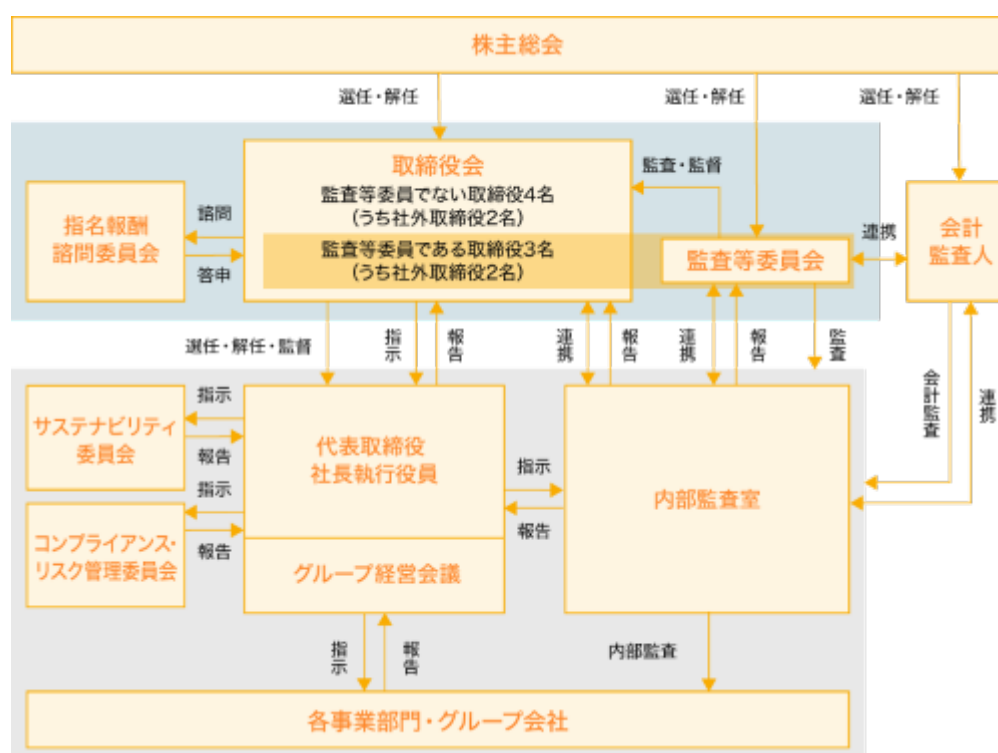 株主総会
選任・解任
選任・解任
選任・解任
取締役会
監査等委員でない取締役4名
(うち社外取締役2名)
監査等委員である取締役3名
(うち社外取締役2名)
監査・監督
監査等委員会
指名報酬
諮問委員会
諮問
答申
連携
会計
監査人
選任・解任・監督
指示
報告
連携
報告
連携
報告
監査
会計監査
連携
サステナビリティ
委員会
指示
報告
コンプライアンス・
リスク管理委員会
指示
報告
代表取締役
社長執行役員
グループ経営会議
指示
報告
内部監査室
指示
報告
内部監査
各事業部門・グループ会社